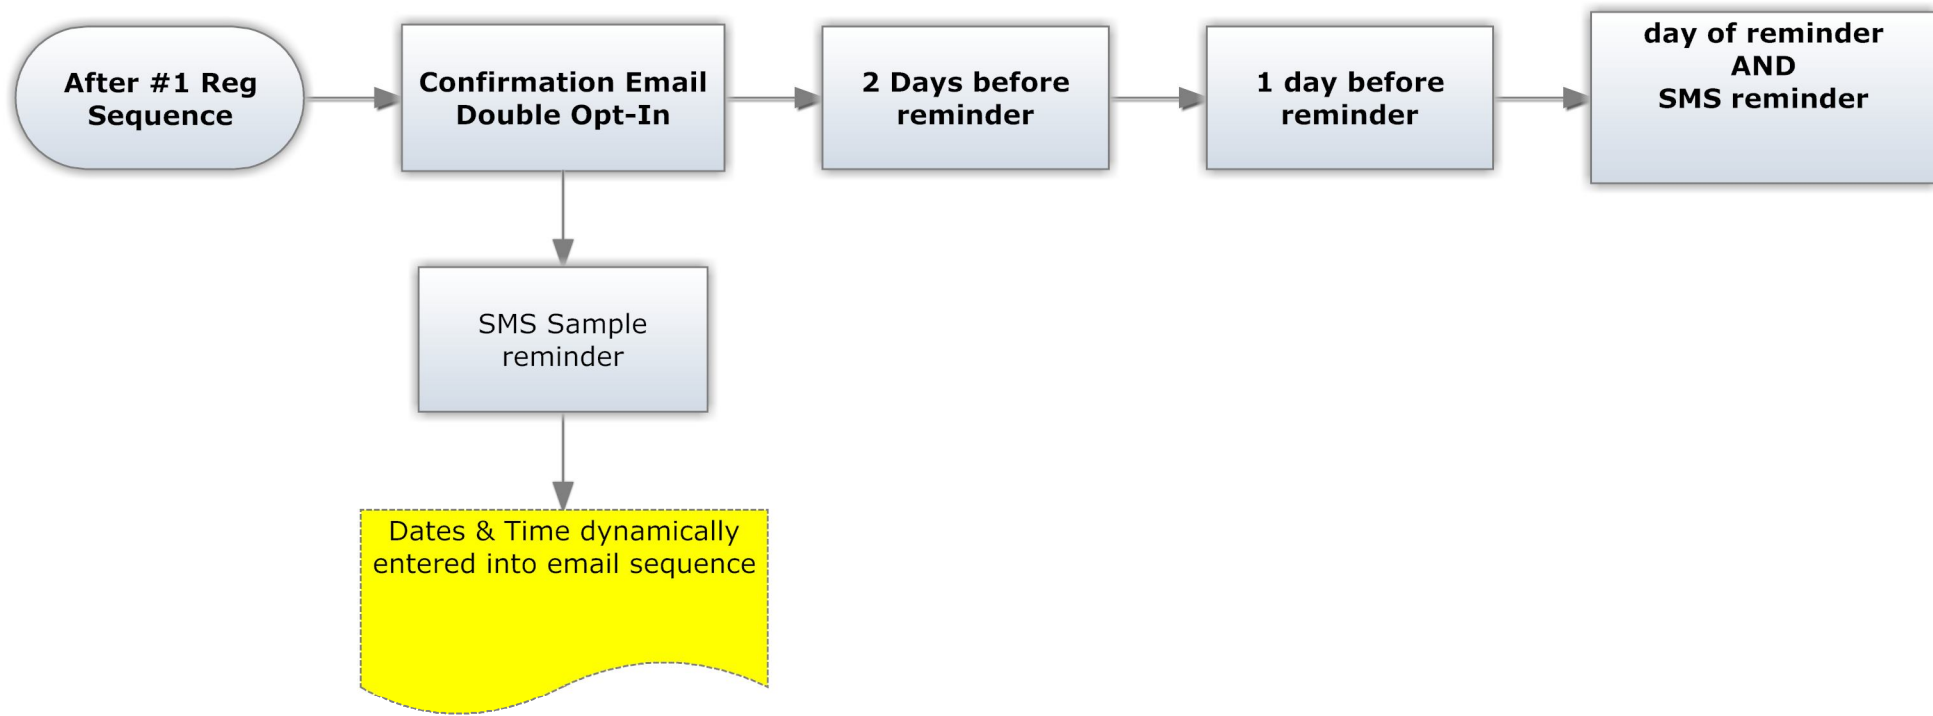 After #1 Reg
Sequence
Confirmation Email
Double Opt-In
2 Days before
reminder
1 day before
reminder
day of reminder
AND
SMS reminder
SMS Sample
reminder
Dates & Time dynamically
entered into email sequence